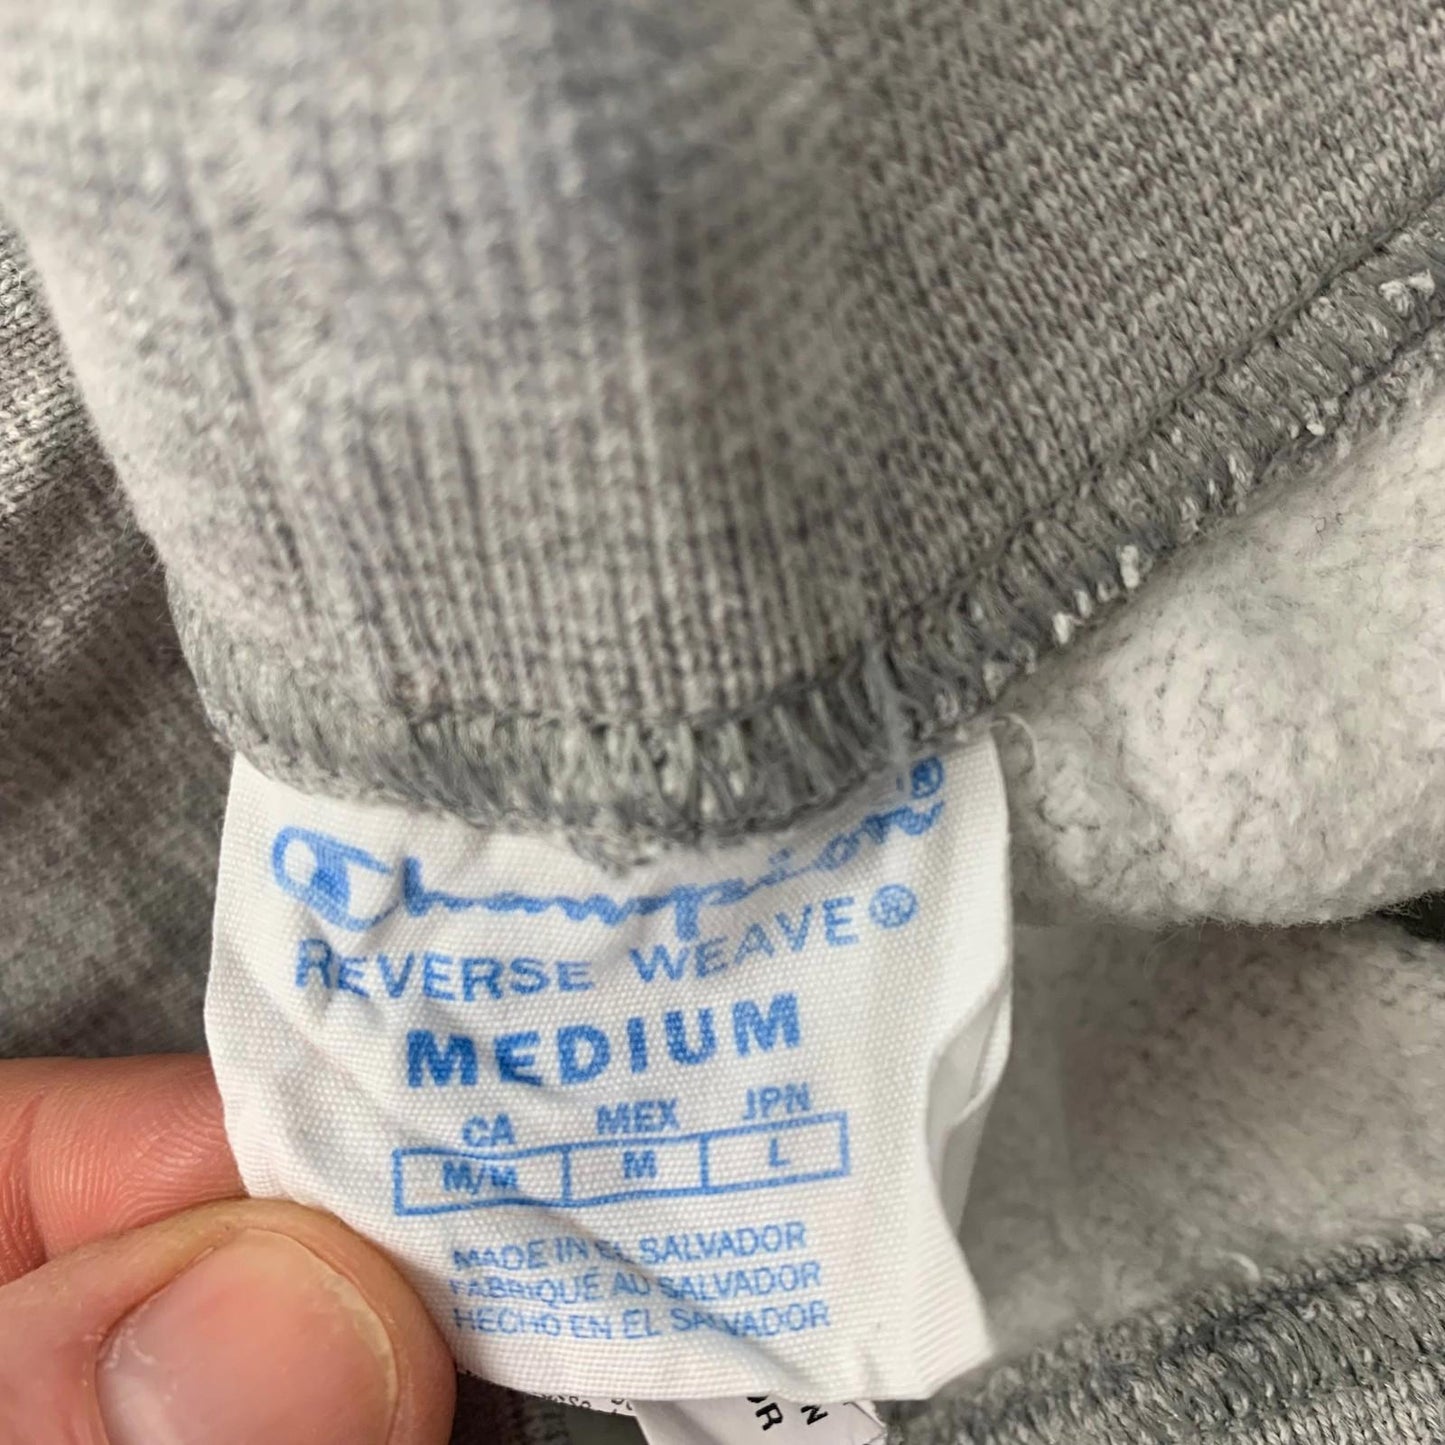 Champion®
REVERSE WEAVE®
MEDIUM
CA MEX JPN
M/M M L
MADE IN EL SALVADOR
FABRIQUÉ AU SALVADOR
HECHO EN EL SALVADOR